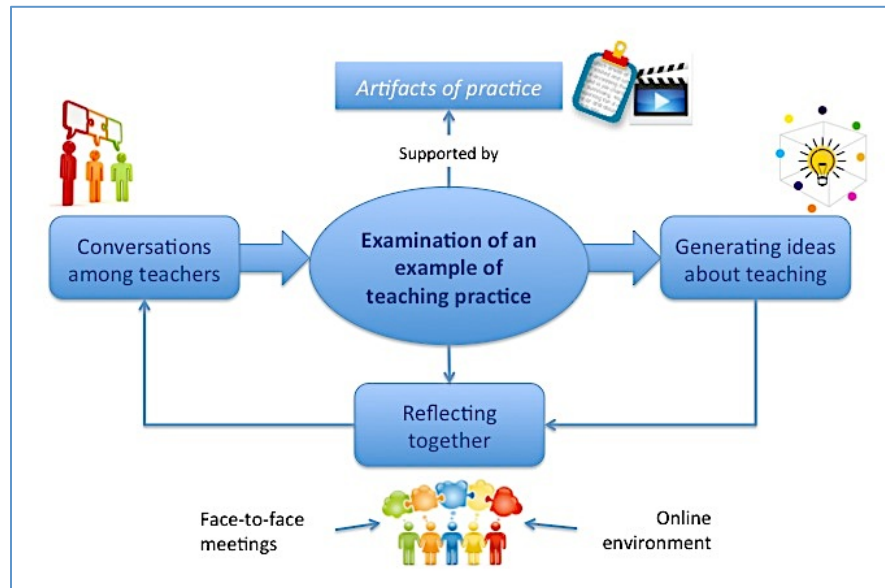 Artifacts of practice
Supported by
Conversations
among teachers
Examination of an
example of
teaching practice
Generating ideas
about teaching
Reflecting
together
Face-to-face
meetings
Online
environment